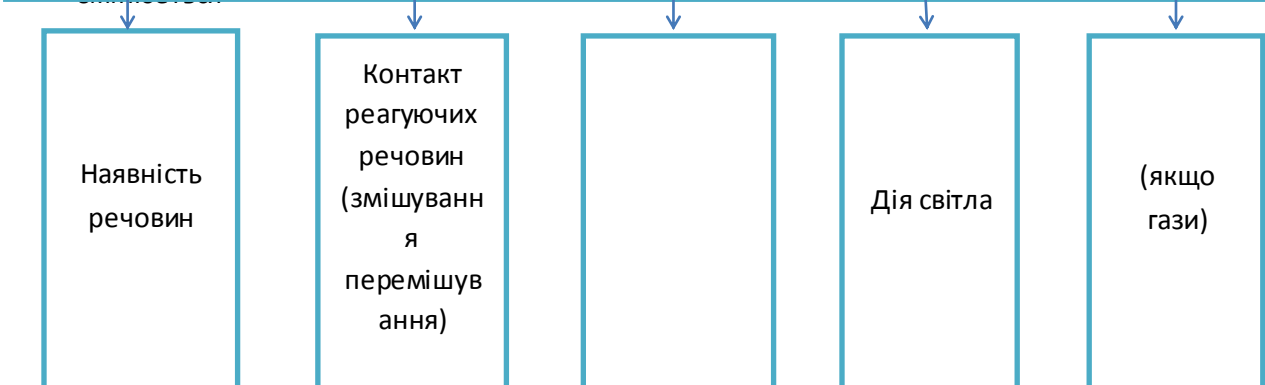 Наявність
речовин
Контакт
реагуючих
речовин
(змішуванн
я
перемішув
ання)
Дія світла
(якщо
гази)